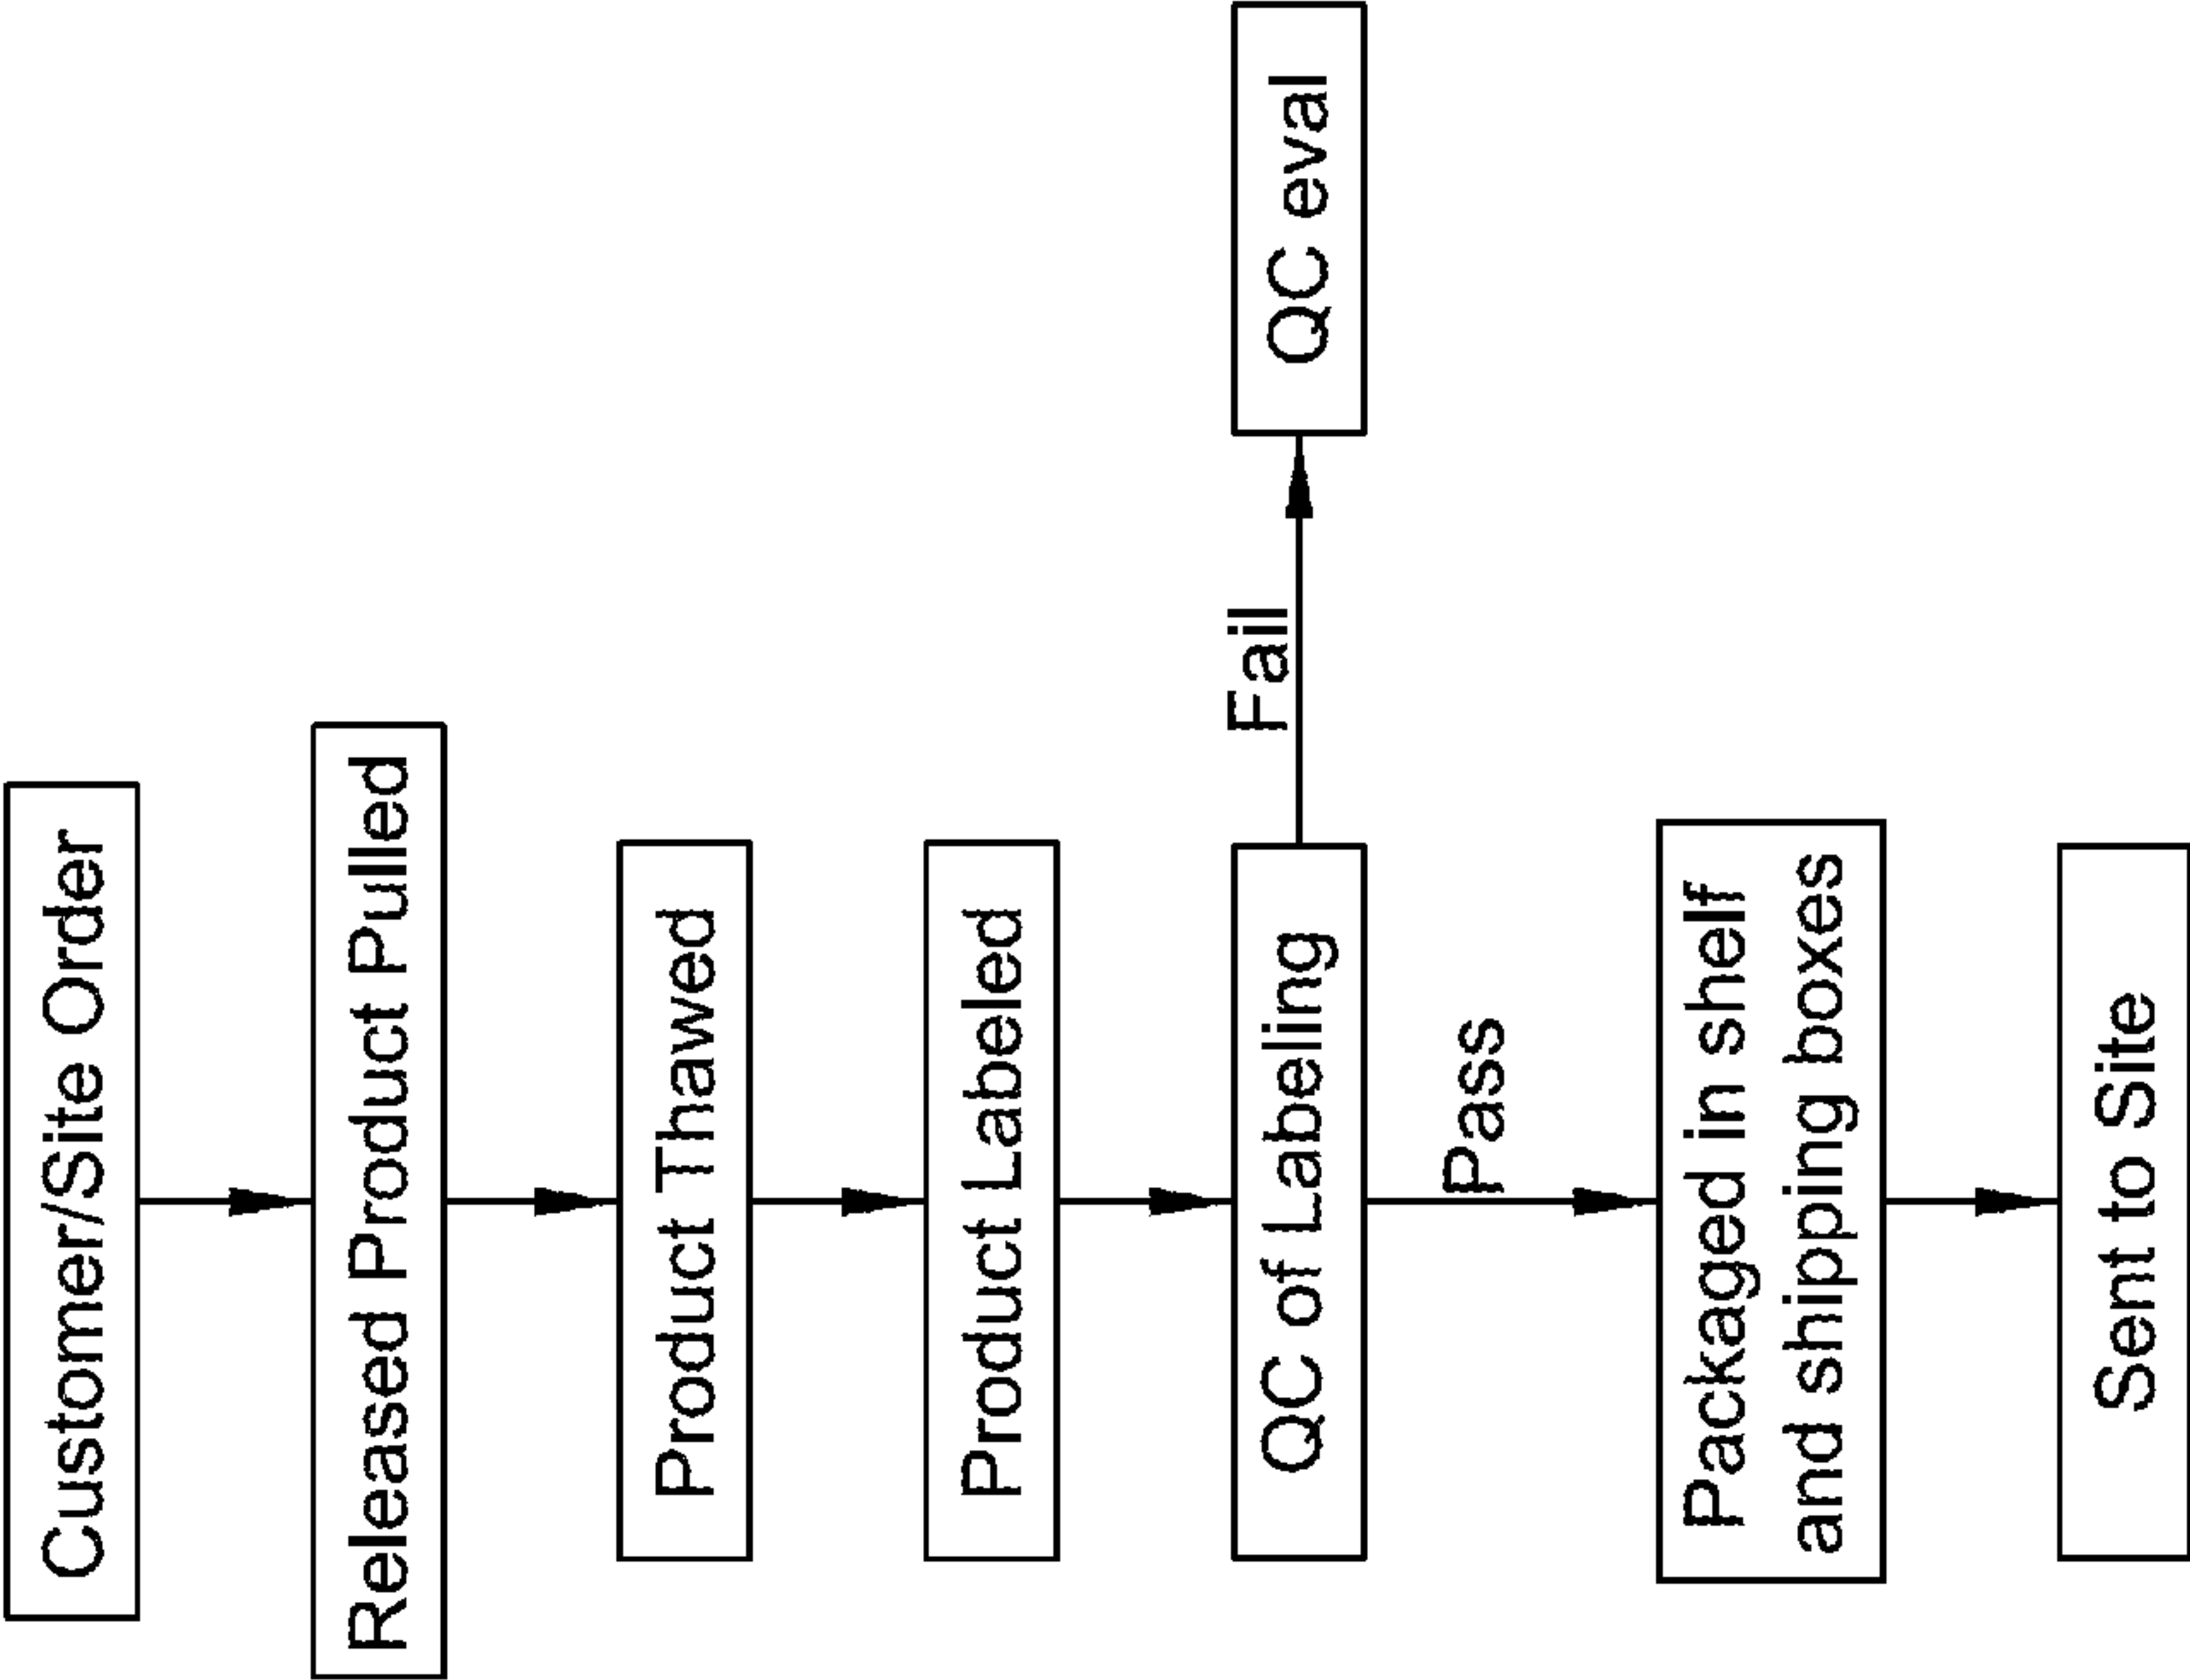 Customer/Site Order
Released Product Pulled
Product Thawed
Product Labeled
QC of Labeling
Fail
QC eval
Pass
Packaged in shelf
and shipping boxes
Sent to Site